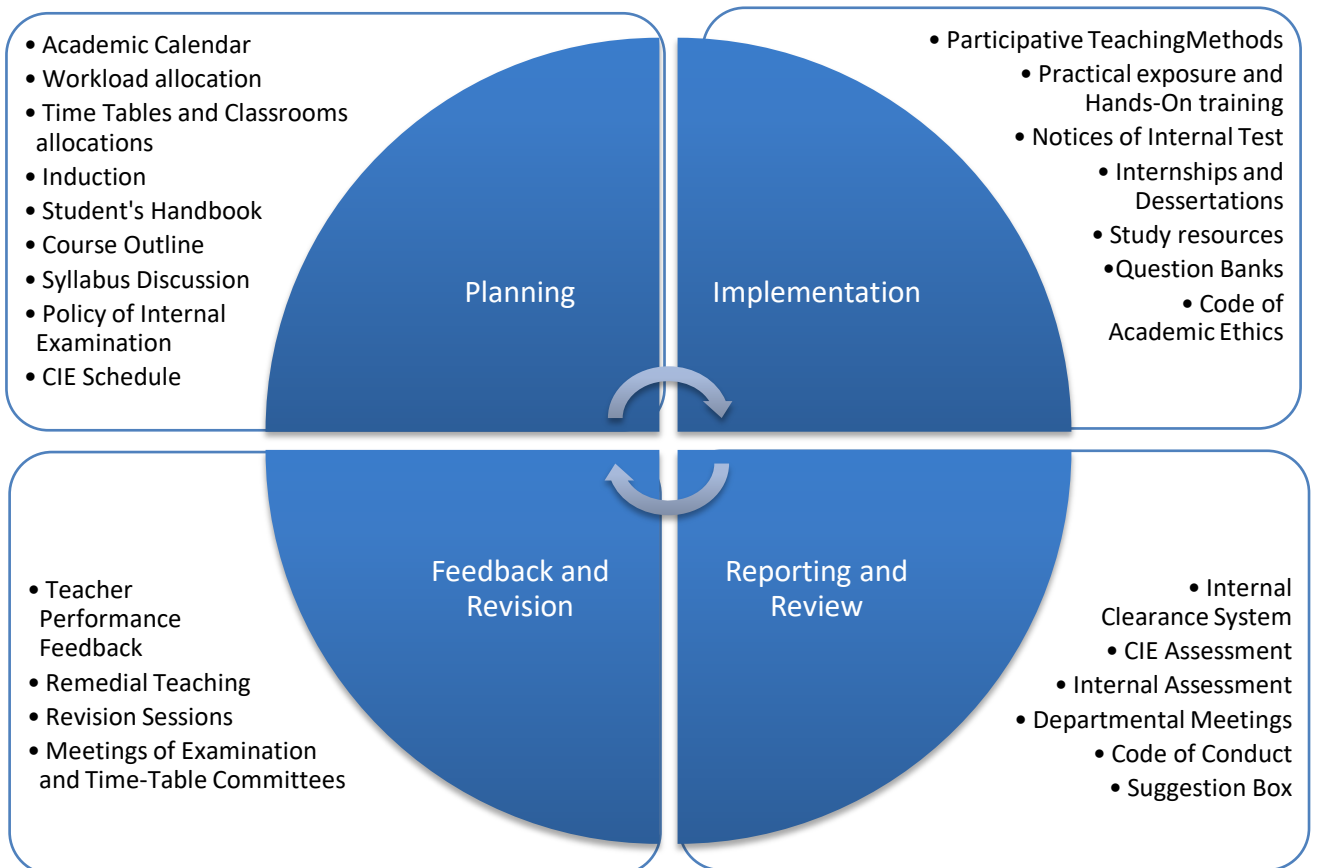 • Academic Calendar
• Workload allocation
• Time Tables and Classrooms
allocations
• Induction
• Student's Handbook
• Course Outline
• Syllabus Discussion
• Policy of Internal
Examination
• CIE Schedule
Planning
Implementation
• Participative TeachingMethods
• Practical exposure and
Hands-On training
• Notices of Internal Test
• Internships and
Dessertations
• Study resources
•Question Banks
• Code of
Academic Ethics
• Teacher
Performance
Feedback
• Remedial Teaching
• Revision Sessions
• Meetings of Examination
and Time-Table Committees
Feedback and
Revision
Reporting and
Review
• Internal
Clearance System
• CIE Assessment
• Internal Assessment
• Departmental Meetings
• Code of Conduct
• Suggestion Box